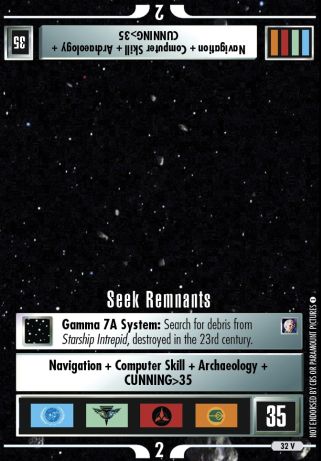 2
Navigation + Computer Skill + Archaeology +
CUNNING>35
35
Seek Remnants
Gamma 7A System: Search for debris from
Starship Intrepid, destroyed in the 23rd century.
Navigation + Computer Skill + Archaeology +
CUNNING>35
35
32 V
2
NOT ENDORSED BY CBS OR PARAMOUNT PICTURES